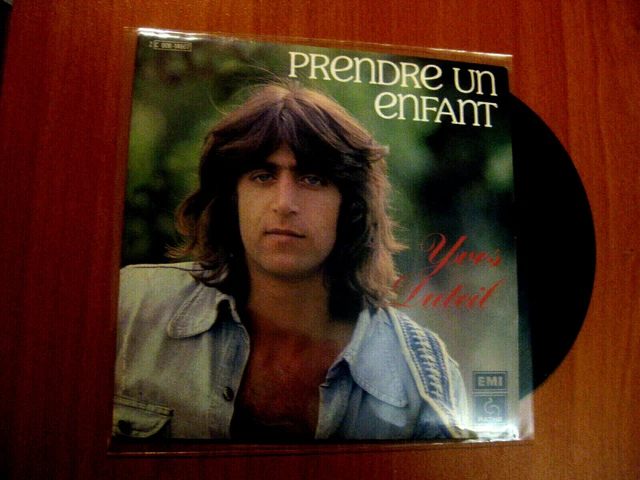 PRENDRE UN
ENFANT
Yves
Duteil
EMI